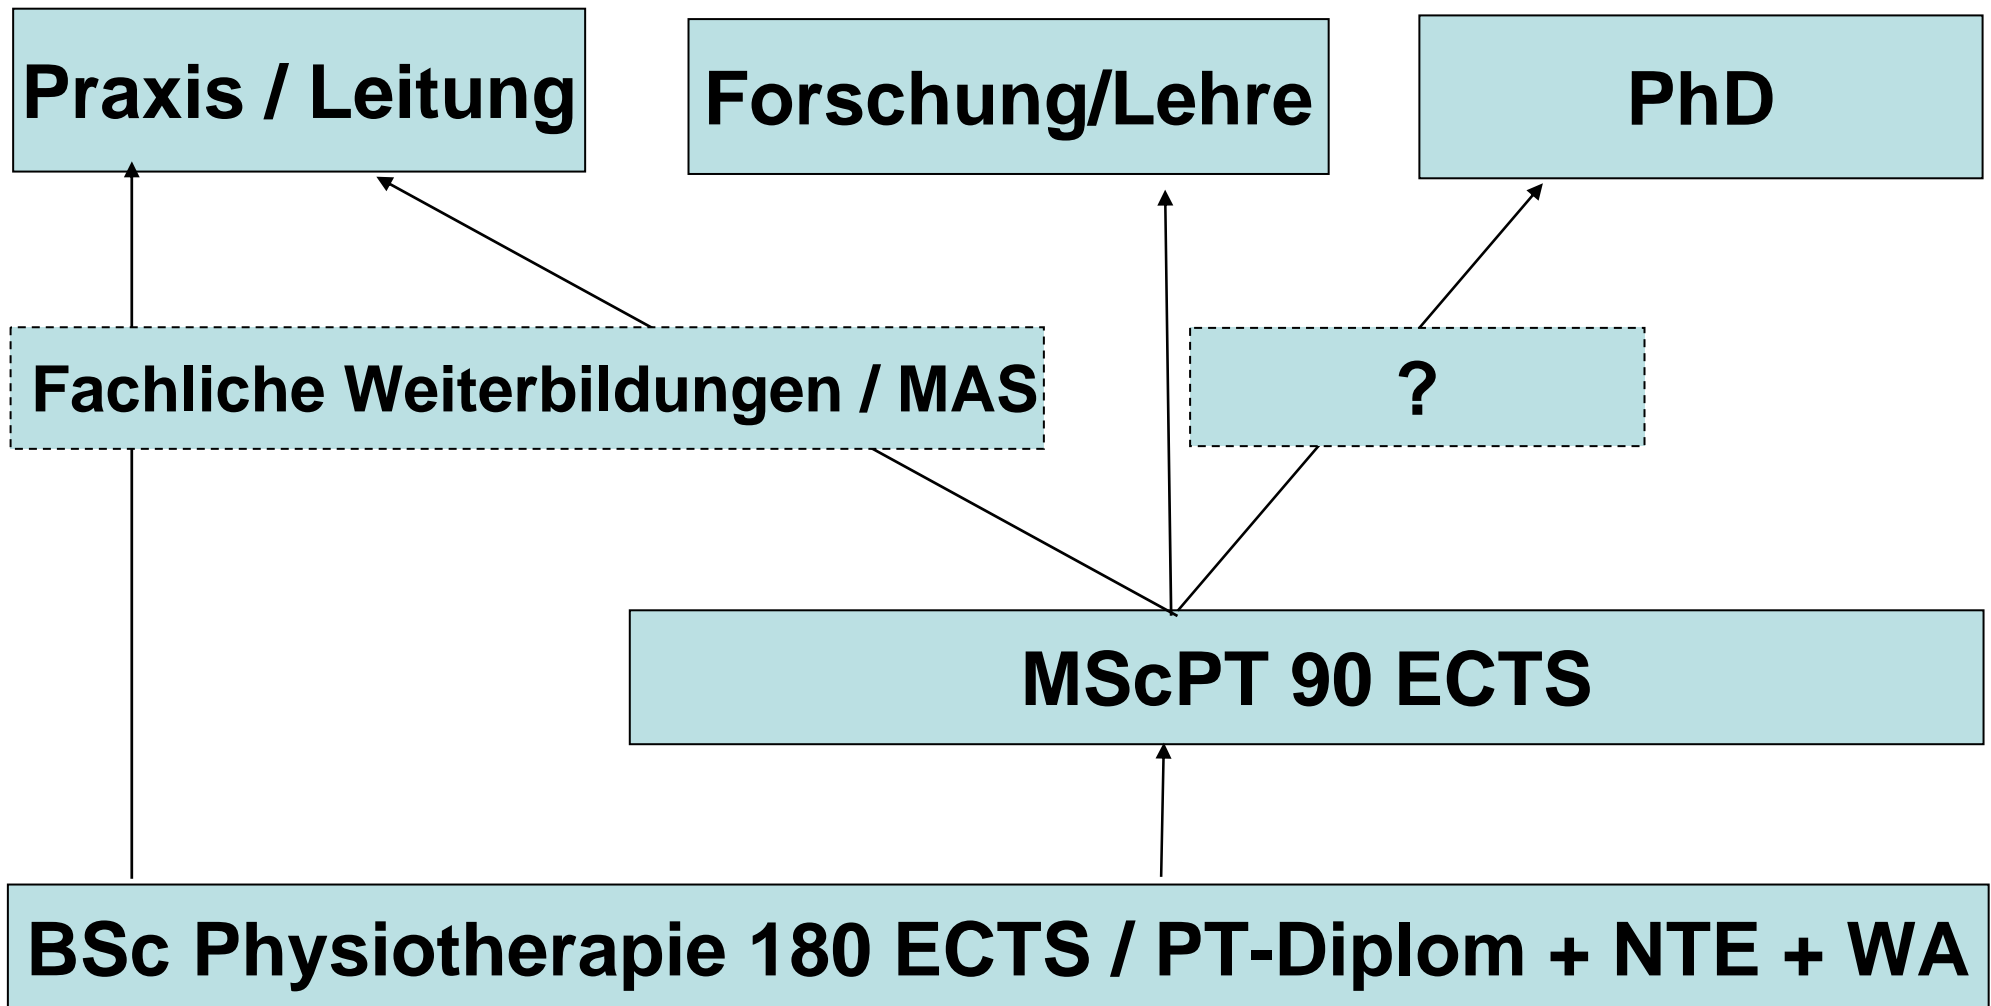 Praxis / Leitung
Forschung/Lehre
PhD
Fachliche Weiterbildungen / MAS
?
MScPT 90 ECTS
BSc Physiotherapie 180 ECTS / PT-Diplom + NTE + WA